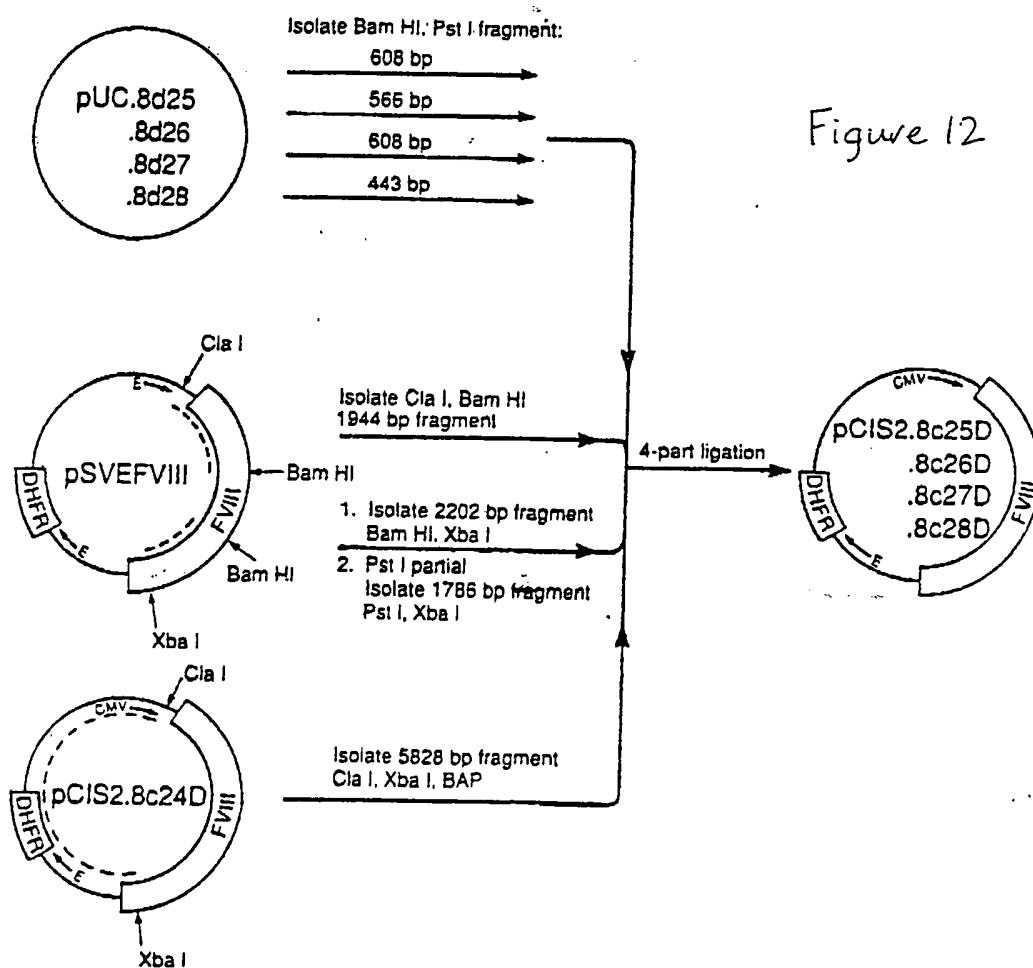 Isolate Bam HI, Pst I fragment:
608 bp
566 bp
608 bp
443 bp
pUC.8d25
.8d26
.8d27
.8d28
Figure 12
Cla I
E
Isolate Cla I, Bam HI
1944 bp fragment
pSVEFVIII
Bam HI
FVIII
DHFR
E
Bam HI
Xba I
1. Isolate 2202 bp fragment
Bam HI, Xba I
2. Pst I partial
Isolate 1786 bp fragment
Pst I, Xba I
4-part ligation
CMV
pCIS2.8c25D
.8c26D
.8c27D
.8c28D
DHFR
E
FVIII
Cla I
CMV
pCIS2.8c24D
FVIII
DHFR
E
Xba I
Isolate 5828 bp fragment
Cla I, Xba I, BAP